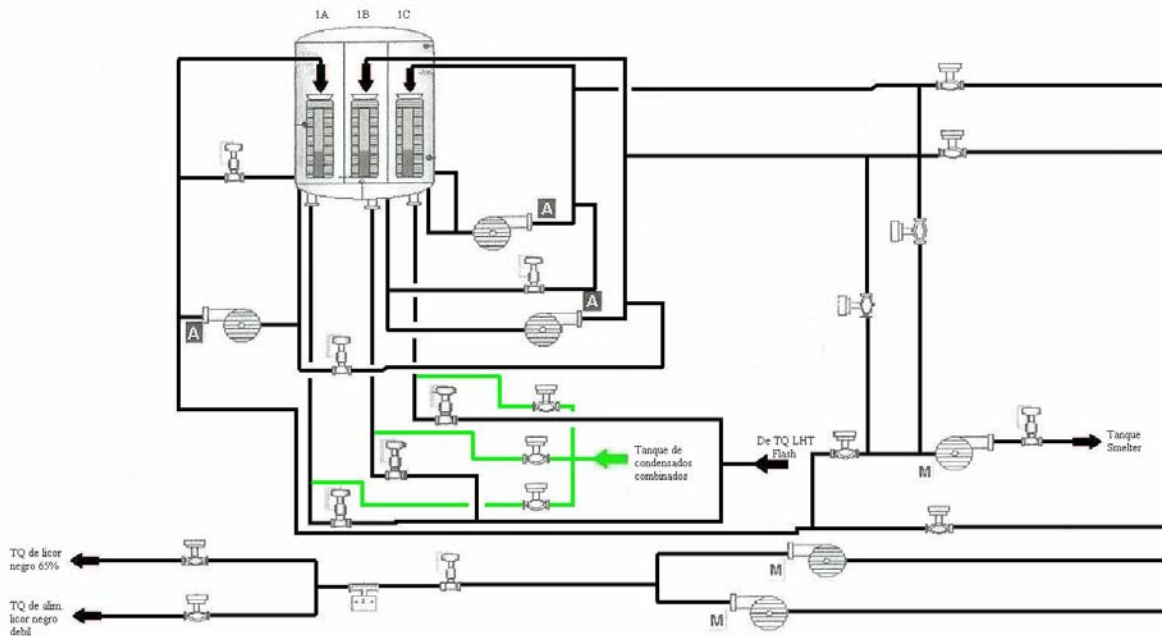 1A 1B 1C
A
A
A
De TQ LHT
Flash
Tanque de
condensados
combinados
Tanque
Smelter
M
TQ de licor
negro 65%
M
TQ de alim.
licor negro
debil
M